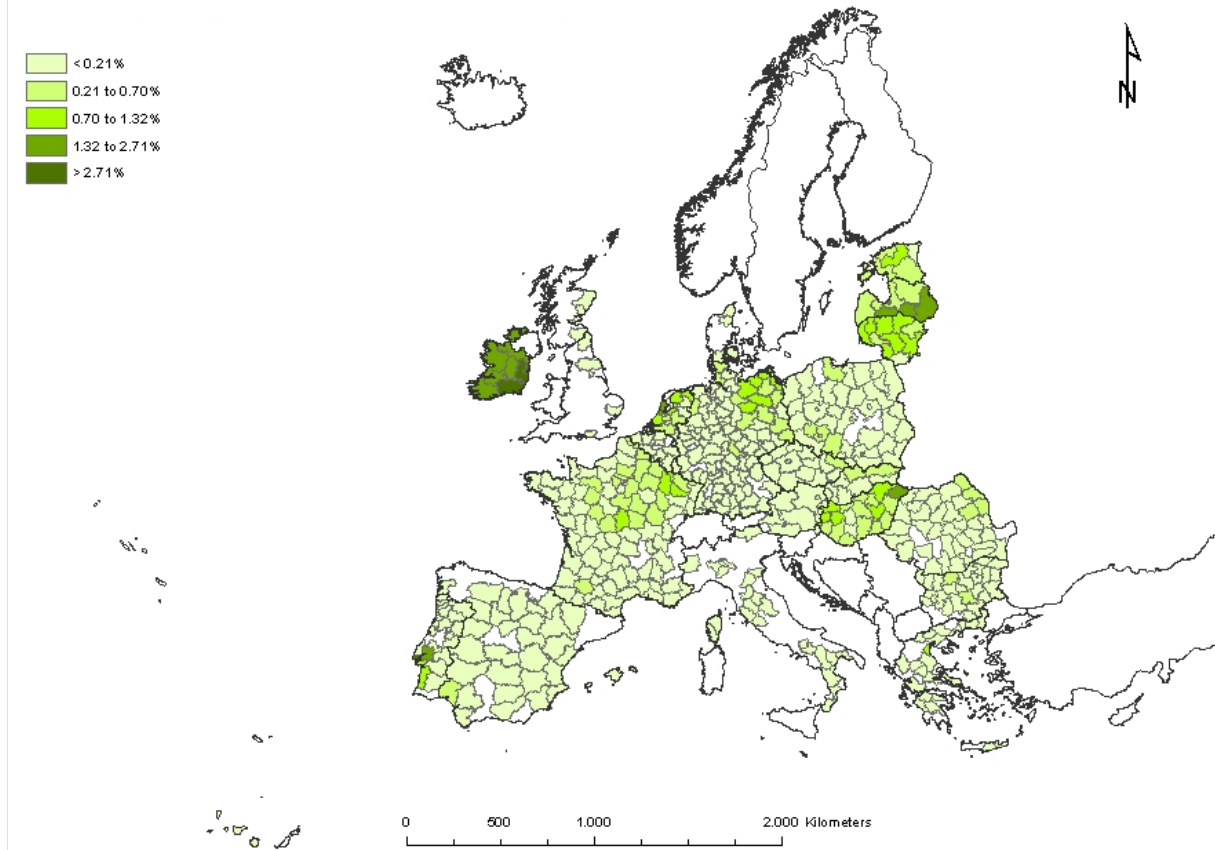 < 0.21%
0.21 to 0.70%
0.70 to 1.32%
1.32 to 2.71%
> 2.71%
N
0 500 1.000 2.000 Kilometers